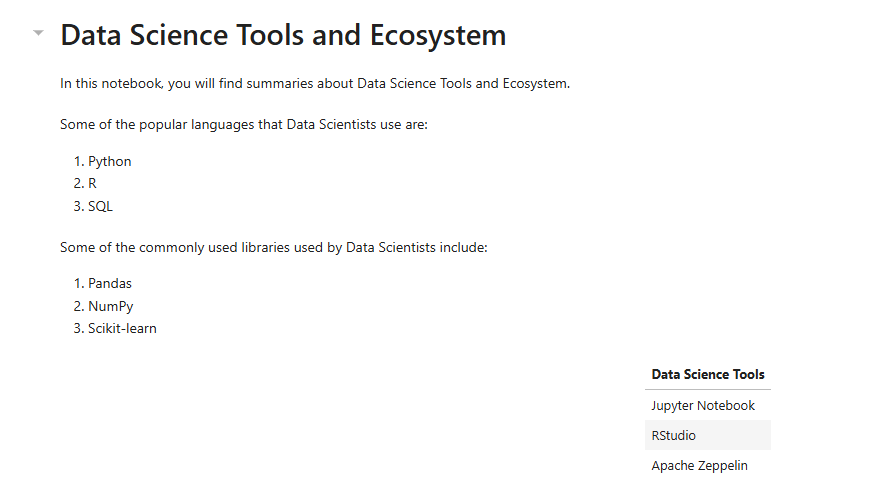 Data Science Tools and Ecosystem
In this notebook, you will find summaries about Data Science Tools and Ecosystem.
Some of the popular languages that Data Scientists use are:
1. Python
2. R
3. SQL
Some of the commonly used libraries used by Data Scientists include:
1. Pandas
2. NumPy
3. Scikit-learn
Data Science Tools
Jupyter Notebook
RStudio
Apache Zeppelin